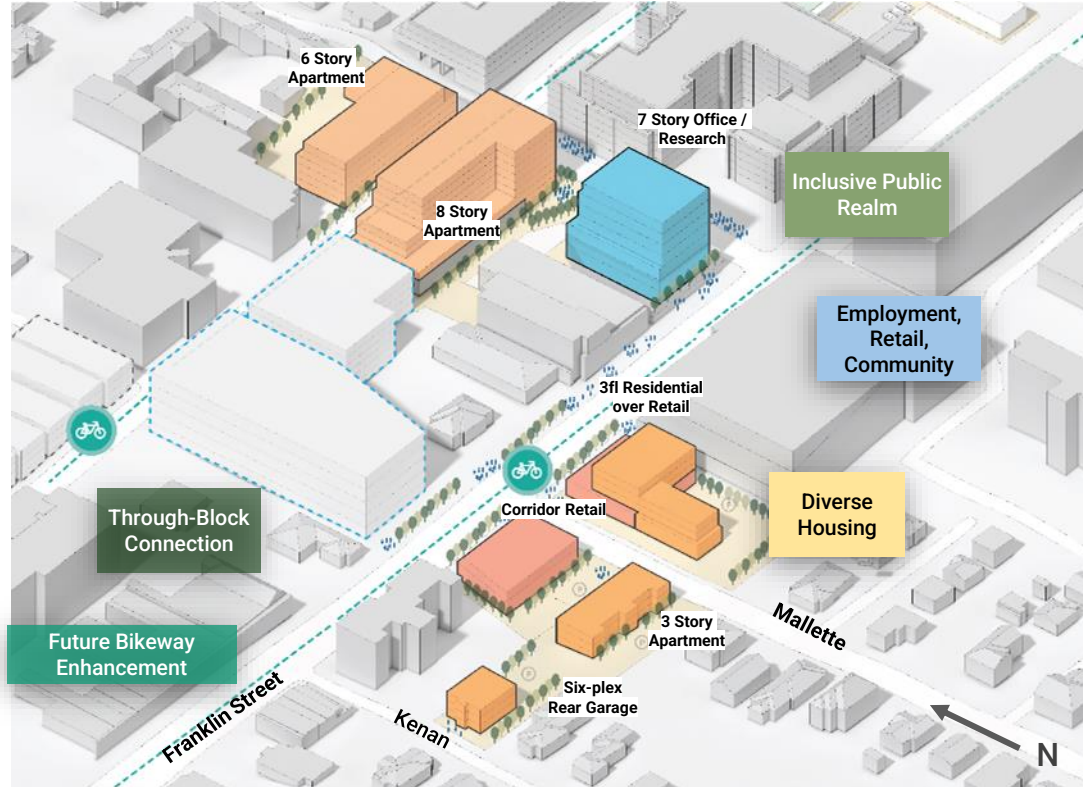 6 Story
Apartment
7 Story Office /
Research
Inclusive Public
Realm
8 Story
Apartment
Employment,
Retail,
Community
3fl Residential
over Retail
Corridor Retail
Through-Block
Connection
Diverse
Housing
Mallette
3 Story
Apartment
Future Bikeway
Enhancement
Six-plex
Rear Garage
Franklin Street
Kenan
N